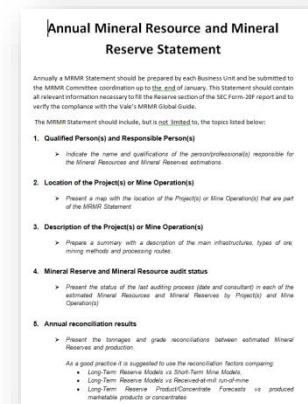 Annual Mineral Resource and Mineral
Reserve Statement
Annually a MRMR Statement should be prepared by each Business Unit and be submitted to
the MRMR Committee coordination up to the end of January. This Statement should contain
all relevant information necessary to fill the Reserve section of the SEC Form-20F report and to
verify the compliance with the Vale's MRMR Global Guide.
The MRMR Statement should include, but is not limited to, the topics listed below:
1. Qualified Person(s) and Responsible Person(s)
➢ Indicate the name and qualifications of the person/professional(s) responsible for
the Mineral Resources and Mineral Reserves estimations
2. Location of the Project(s) or Mine Operation(s)
➢ Present a map with the location of the Project(s) or Mine Operation(s) that are part
of the MRMR Statement
3. Description of the Project(s) or Mine Operation(s)
➢ Prepare a summary with a description of the main infrastructures, types of ore,
mining methods and processing routes.
4. Mineral Reserve and Mineral Resource audit status
➢ Present the status of the last auditing process (date and consultant) in each of the
estimated Mineral Resources and Mineral Reserves by Project(s) and Mine
Operation(s)
5. Annual reconciliation results
➢ Present the tonnages and grade reconciliations between estimated Mineral
Reserves and production.
As a good practice it is suggested to use the reconciliation factors comparing:
• Long-Term Reserve Models vs Short-Term Mine Models,
• Long-Term Reserve Models vs Received-at-mill run-of-mine
• Long-Term Reserve Product/Concentrate Forecasts vs produced
marketable products or concentrates